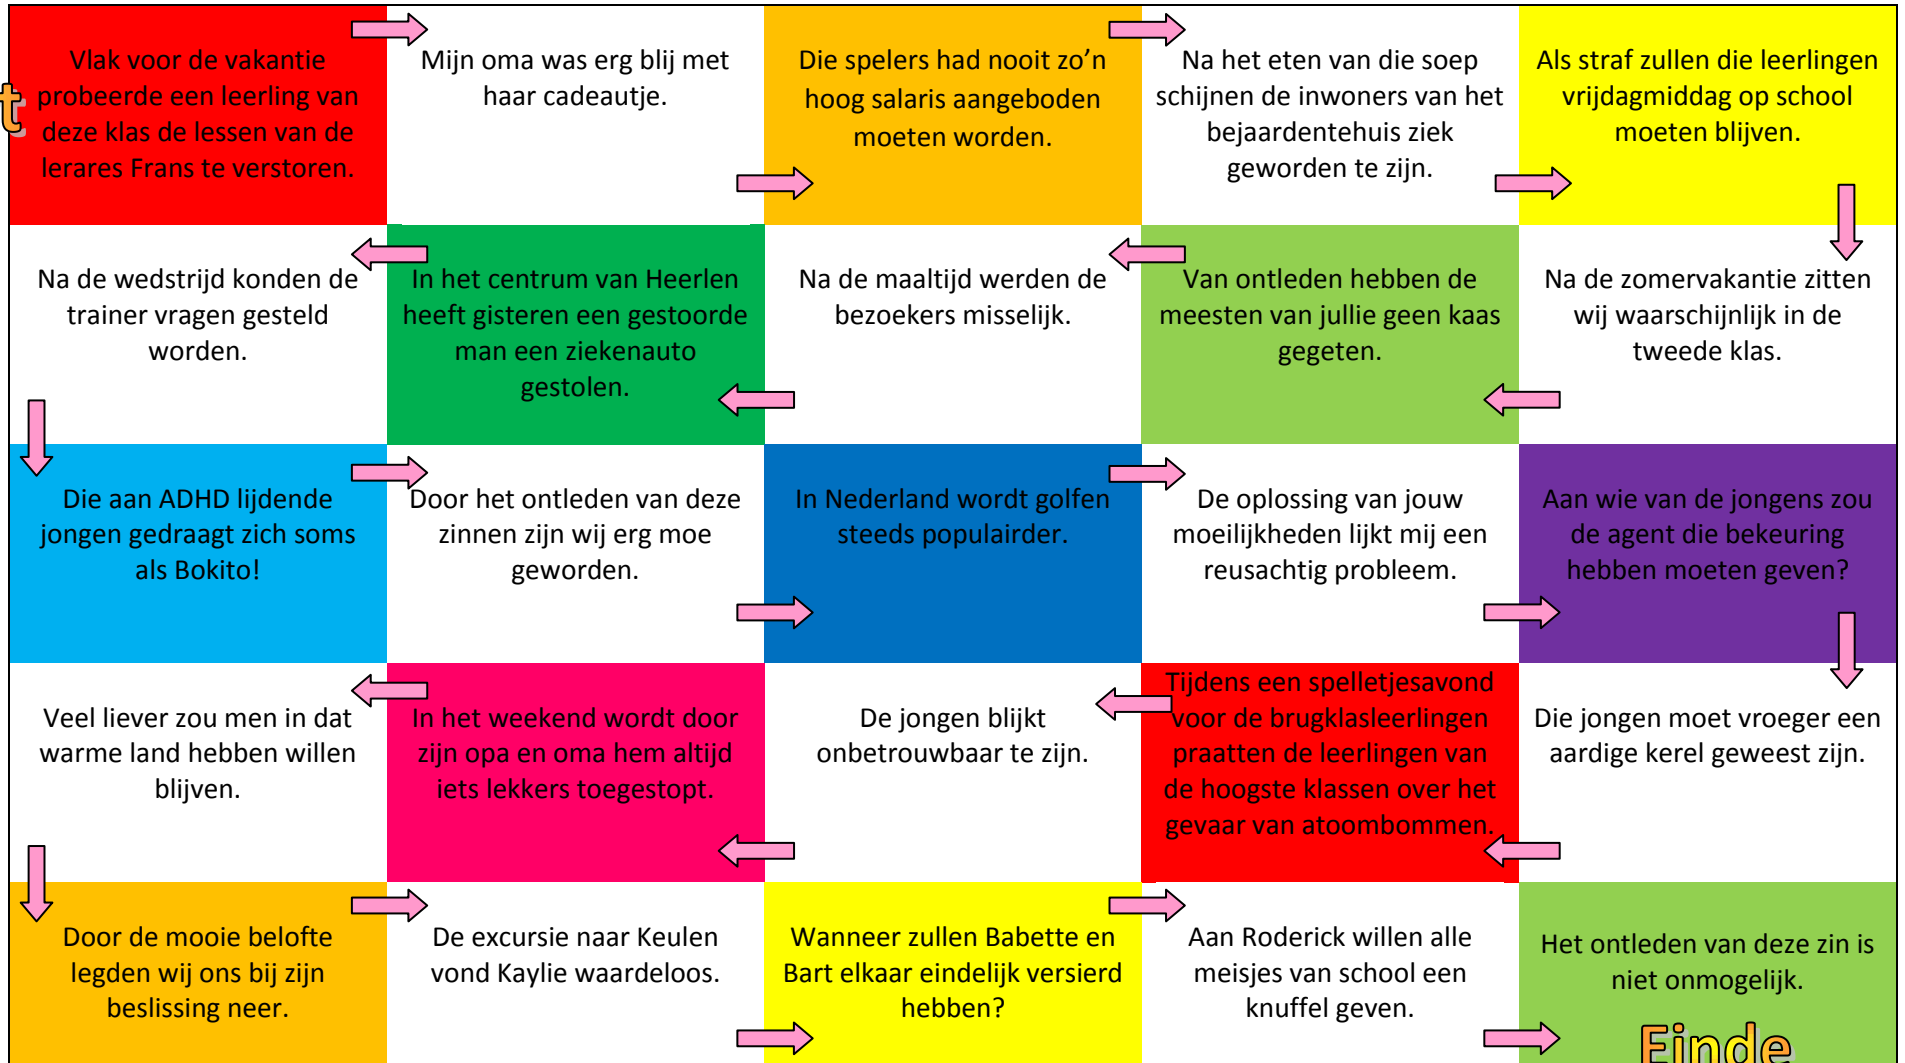 t
Vlak voor de vakantie
probeerde een leerling van
deze klas de lessen van de
lerares Frans te verstoren.
Mijn oma was erg blij met
haar cadeautje.
Die spelers had nooit zo’n
hoog salaris aangeboden
moeten worden.
Na het eten van die soep
schijnen de inwoners van het
bejaardentehuis ziek
geworden te zijn.
Als straf zullen die leerlingen
vrijdagmiddag op school
moeten blijven.
Na de zomervakantie zitten
wij waarschijnlijk in de
tweede klas.
Van ontleden hebben de
meesten van jullie geen kaas
gegeten.
Na de maaltijd werden de
bezoekers misselijk.
In het centrum van Heerlen
heeft gisteren een gestoorde
man een ziekenauto
gestolen.
Na de wedstrijd konden de
trainer vragen gesteld
worden.
Die aan ADHD lijdende
jongen gedraagt zich soms
als Bokito!
Door het ontleden van deze
zinnen zijn wij erg moe
geworden.
In Nederland wordt golfen
steeds populairder.
De oplossing van jouw
moeilijkheden lijkt mij een
reusachtig probleem.
Aan wie van de jongens zou
de agent die bekeuring
hebben moeten geven?
Die jongen moet vroeger een
aardige kerel geweest zijn.
Tijdens een spelletjesavond
voor de brugklasleerlingen
praatten de leerlingen van
de hoogste klassen over het
gevaar van atoombommen.
De jongen blijkt
onbetrouwbaar te zijn.
In het weekend wordt door
zijn opa en oma hem altijd
iets lekkers toegestopt.
Veel liever zou men in dat
warme land hebben willen
blijven.
Door de mooie belofte
legden wij ons bij zijn
beslissing neer.
De excursie naar Keulen
vond Kaylie waardeloos.
Wanneer zullen Babette en
Bart elkaar eindelijk versierd
hebben?
Aan Roderick willen alle
meisjes van school een
knuffel geven.
Het ontleden van deze zin is
niet onmogelijk.
Einde